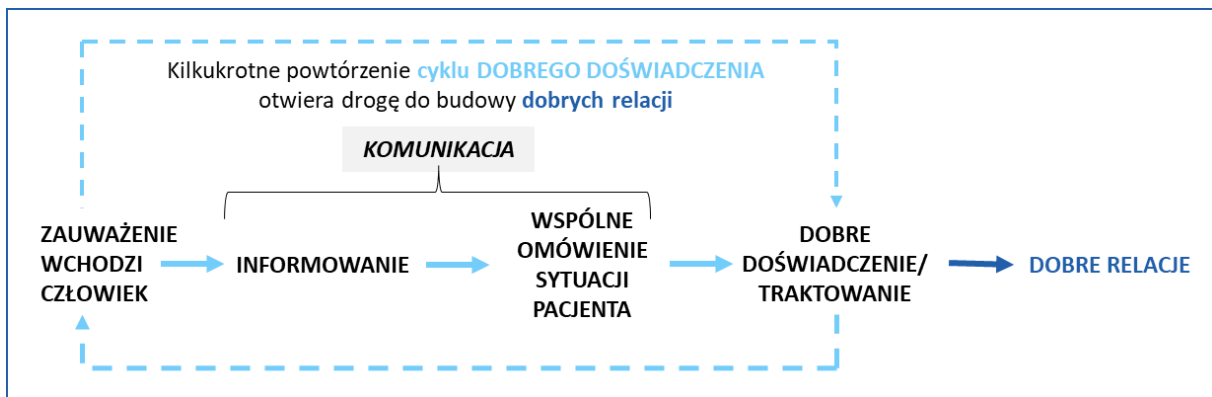 Kilkukrotne powtórzenie cyklu DOBREGO DOŚWIADCZENIA
otwiera drogę do budowy dobrych relacji
KOMUNIKACJA
ZAUWAŻENIE
WCHODZI
CZŁOWIEK
INFORMOWANIE
WSPÓLNE
OMÓWIENIE
SYTUACJI
PACJENTA
DOBRE
DOŚWIADCZENIE/
TRAKTOWANIE
DOBRE RELACJE